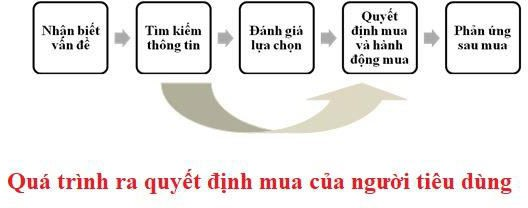 Nhận biết
vấn đề
Tìm kiếm
thông tin
Đánh giá
lựa chọn
Quyết
định mua
và hành
động mua
Phản ứng
sau mua
Quá trình ra quyết định mua của người tiêu dùng